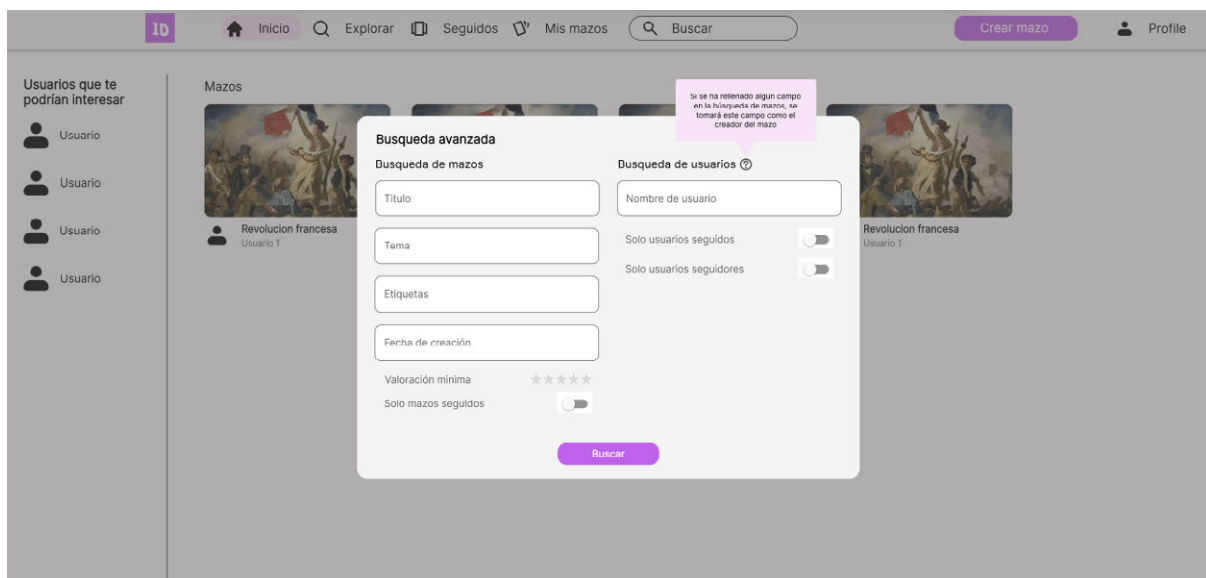 ID
Inicio
Explorar
Seguidos
Mis mazos
Buscar
Crear mazo
Profile
Usuarios que te
podrían interesar
Usuario
Usuario
Usuario
Usuario
Mazos
Revolucion francesa
Usuario 1
Revolucion francesa
Usuario 1
Si se ha rellenado algun campo
en la búsqueda de mazos, se
tomará este campo como el
creador del mazo
Busqueda avanzada
Busqueda de mazos
Título
Tema
Etiquetas
Fecha de creación
Valoración mínima
Solo mazos seguidos
Busqueda de usuarios
Nombre de usuario
Solo usuarios seguidos
Solo usuarios seguidores
Buscar